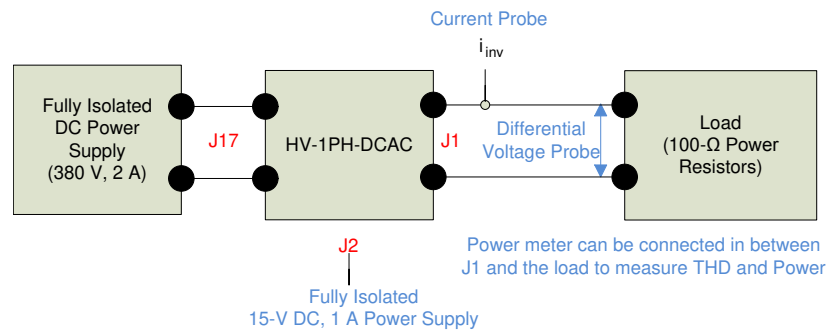 Current Probe
i_inv
Fully Isolated
DC Power
Supply
(380 V, 2 A)
J17
HV-1PH-DCAC
J1
Differential
Voltage Probe
Load
(100-Ω Power
Resistors)
J2
Fully Isolated
15-V DC, 1 A Power Supply
Power meter can be connected in between
J1 and the load to measure THD and Power